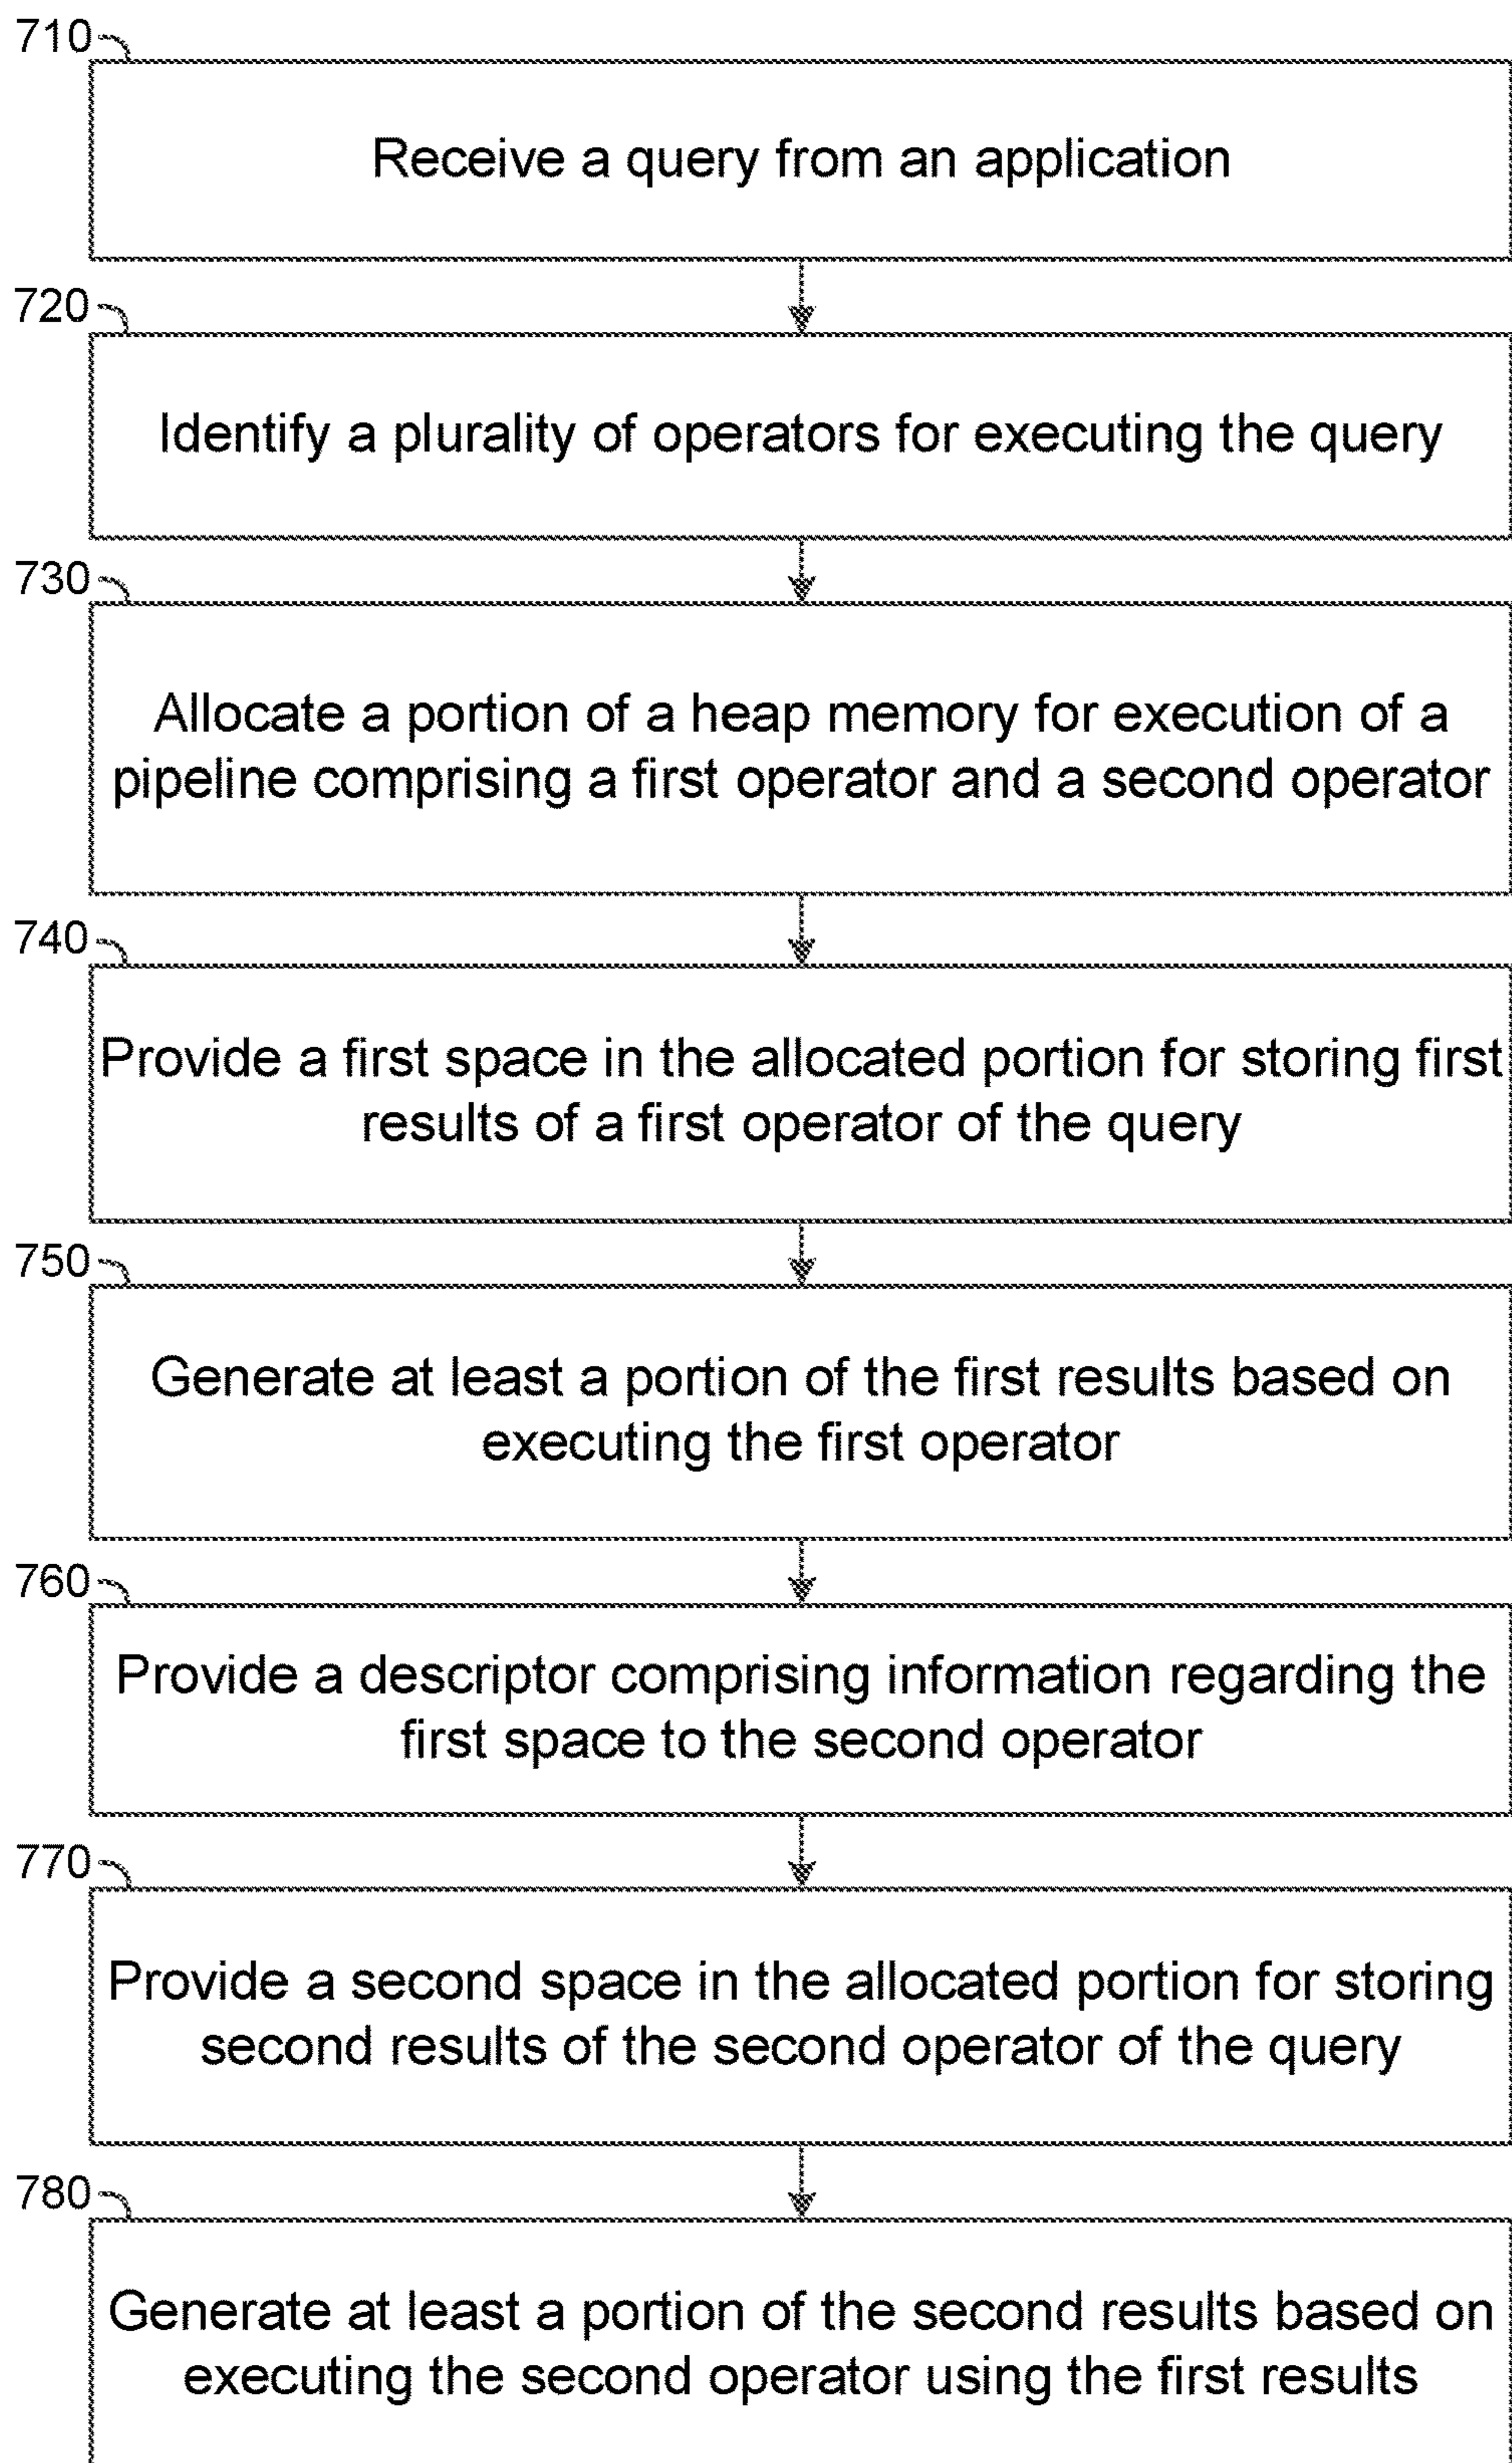 710
Receive a query from an application
720
Identify a plurality of operators for executing the query
730
Allocate a portion of a heap memory for execution of a
pipeline comprising a first operator and a second operator
740
Provide a first space in the allocated portion for storing first
results of a first operator of the query
750
Generate at least a portion of the first results based on
executing the first operator
760
Provide a descriptor comprising information regarding the
first space to the second operator
770
Provide a second space in the allocated portion for storing
second results of the second operator of the query
780
Generate at least a portion of the second results based on
executing the second operator using the first results